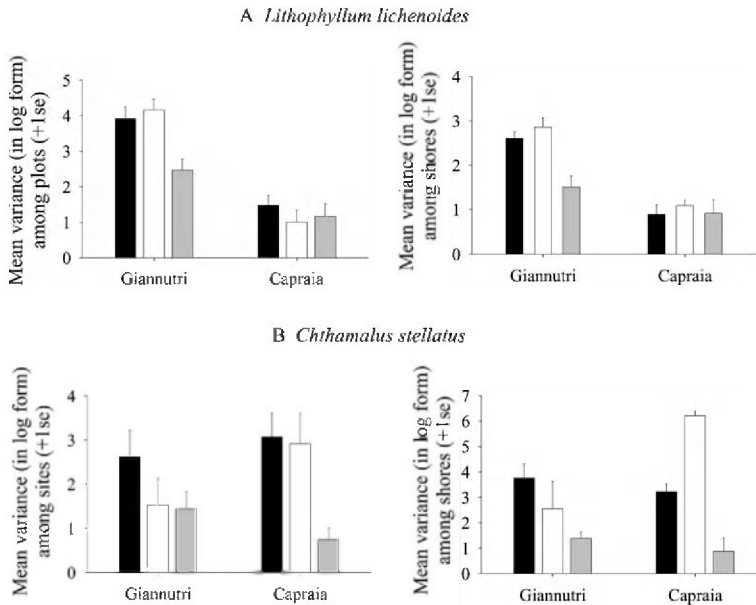 A Lithophyllum lichenoides
Mean variance (in log form)
among plots (+1se)
5
4
3
2
1
0
Giannutri Capraia
Mean variance (in log form)
among shores (+1se)
4
3
2
1
0
Giannutri Capraia
B Chthamalus stellatus
Mean variance (in log form)
among sites (+1se)
4
3
2
1
0
Giannutri Capraia
Mean variance (in log form)
among shores (+1se)
7
6
5
4
3
2
1
0
Giannutri Capraia